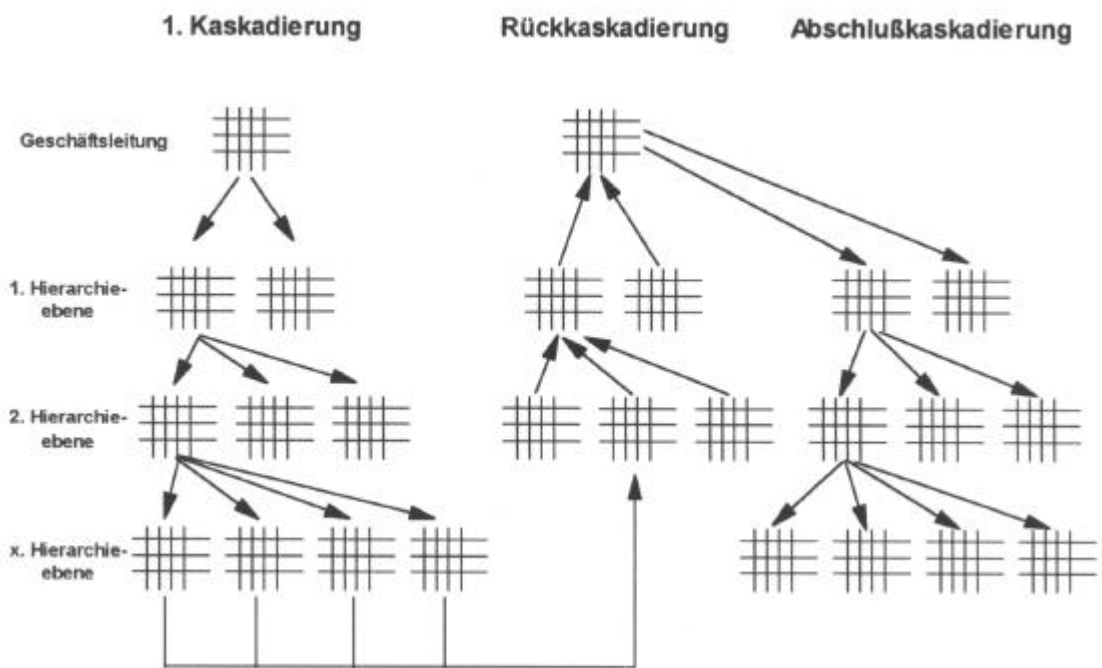 1. Kaskadierung
Rückkaskadierung
Abschlußkaskadierung
Geschäftsleitung
1. Hierarchie-
ebene
2. Hierarchie-
ebene
x. Hierarchie-
ebene